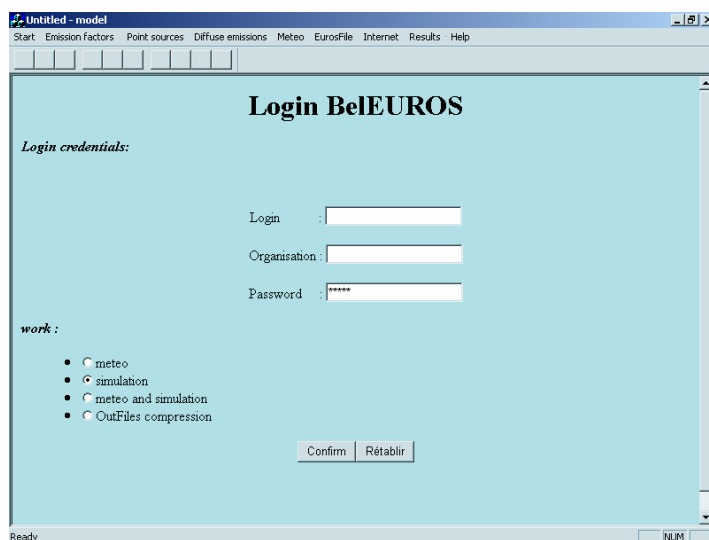 Untitled - model
Start Emission factors Point sources Diffuse emissions Meteo EurosFile Internet Results Help
Login BelEUROS
Login credentials:
Login :
Organisation :
Password : *****
work :
meteo
simulation
meteo and simulation
OutFiles compression
Confirm Rétablir
Ready NUM